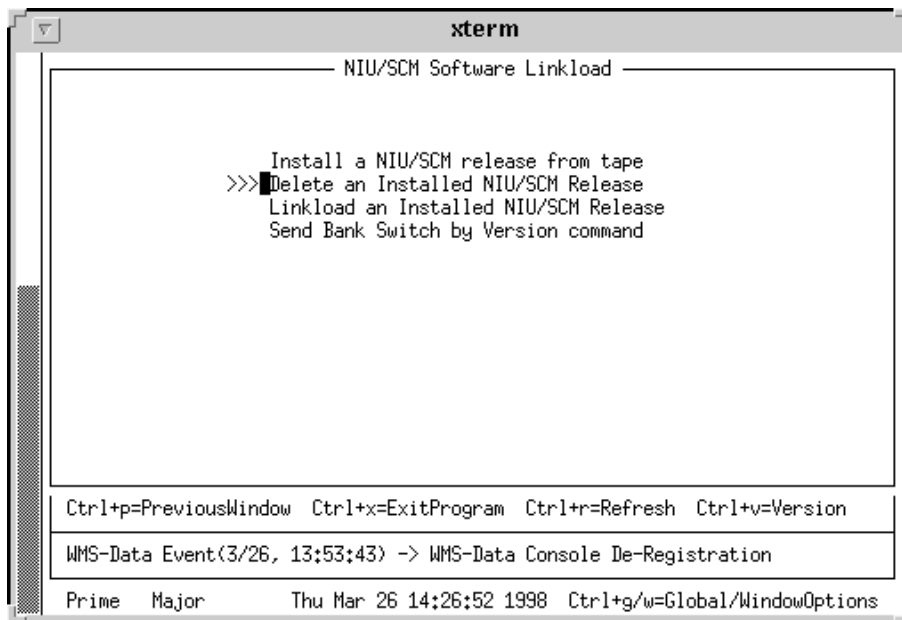 xterm
NIU/SCM Software Linkload
Install a NIU/SCM release from tape
>>> Delete an Installed NIU/SCM Release
Linkload an Installed NIU/SCM Release
Send Bank Switch by Version command
Ctrl+p=PreviousWindow Ctrl+x=ExitProgram Ctrl+r=Refresh Ctrl+v=Version
WMS-Data Event(3/26, 13:53:43) -> WMS-Data Console De-Registration
Prime Major Thu Mar 26 14:26:52 1998 Ctrl+g/w=Global/WindowOptions